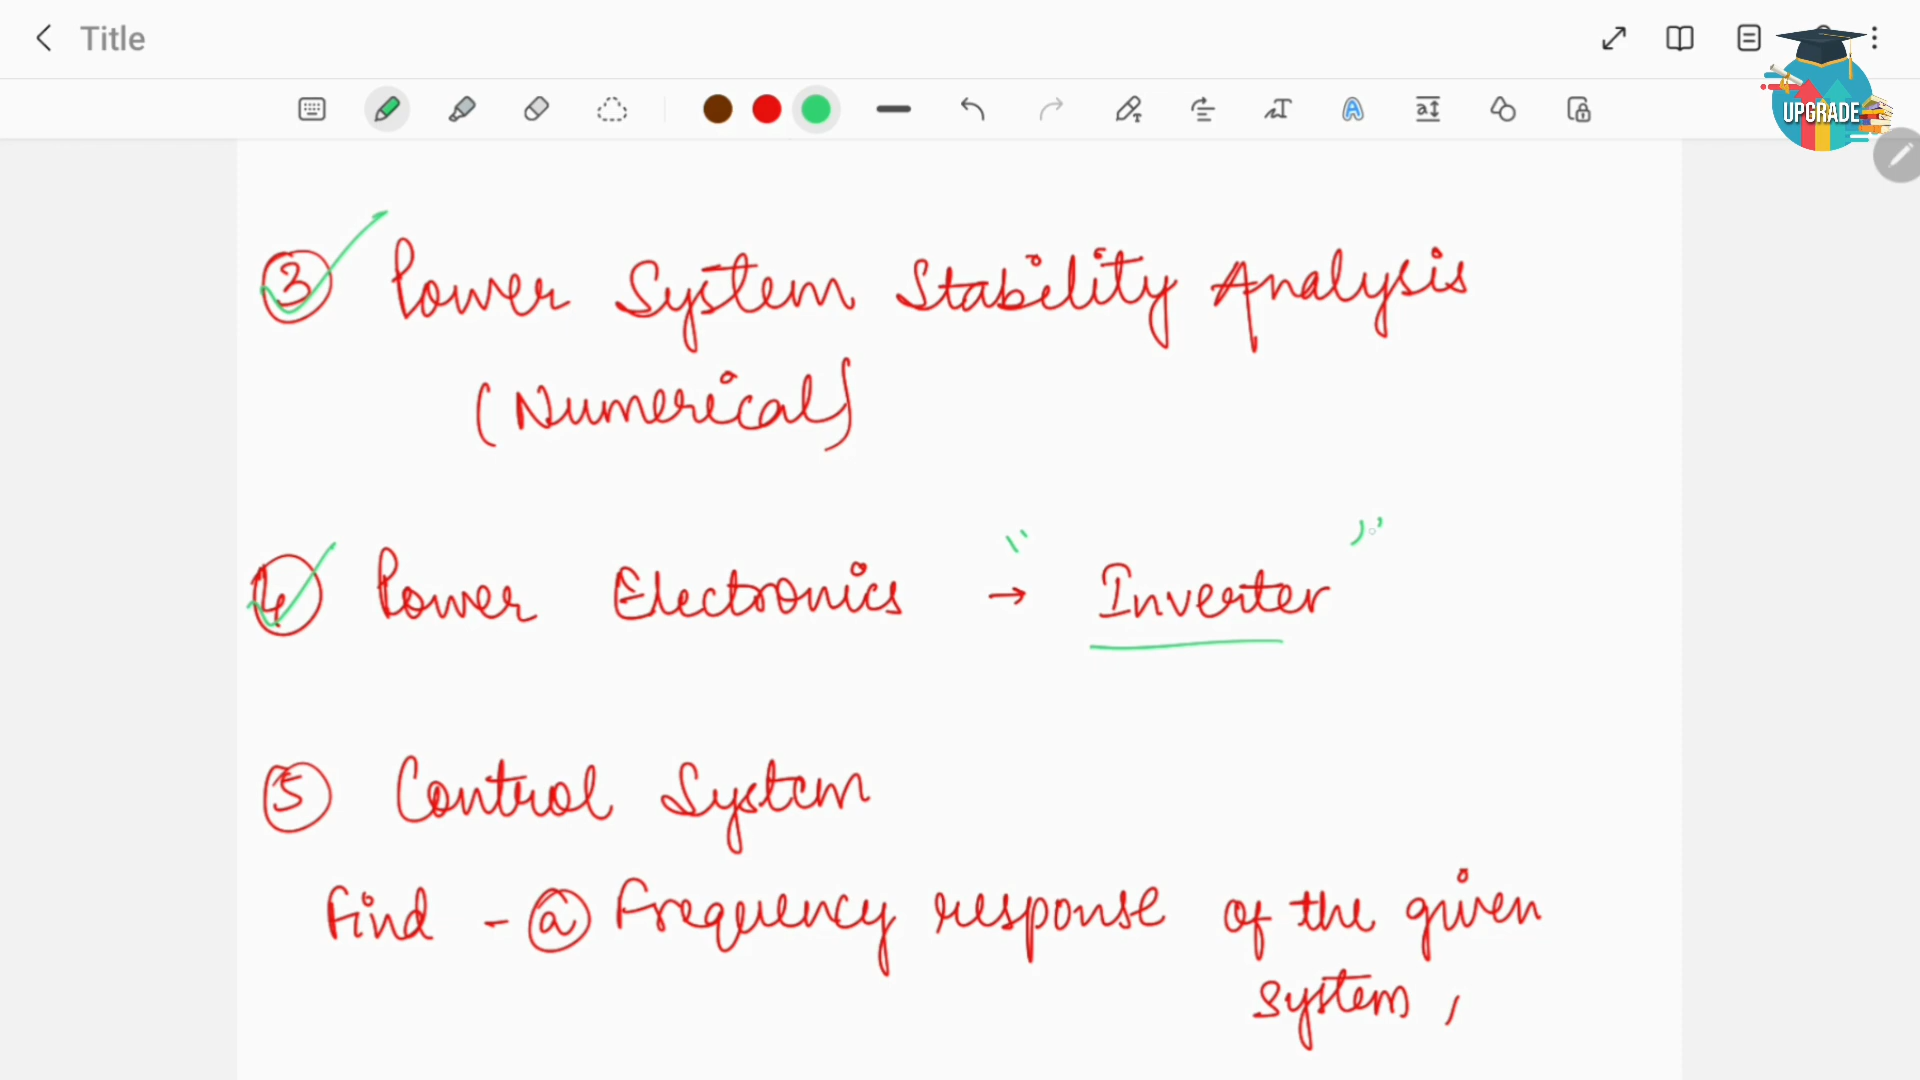 Title
UPGRADE
③ Power System Stability Analysis
(Numerical)
④ Power Electronics → " Inverter "
⑤ Control System
Find - ⓐ Frequency response of the given
system,